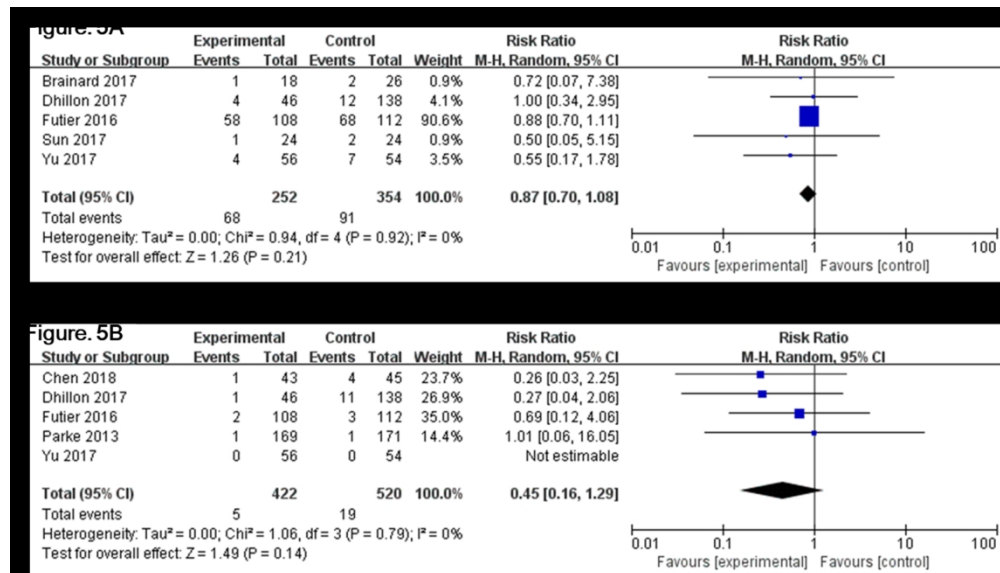 Figure. 5A
Experimental Control Risk Ratio Risk Ratio
Study or Subgroup Events Total Events Total Weight M-H, Random, 95% CI M-H, Random, 95% CI
Brainard 2017 1 18 2 26 0.9% 0.72 [0.07, 7.38]
Dhillon 2017 4 46 12 138 4.1% 1.00 [0.34, 2.95]
Futier 2016 58 108 68 112 90.6% 0.88 [0.70, 1.11]
Sun 2017 1 24 2 24 0.9% 0.50 [0.05, 5.15]
Yu 2017 4 56 7 54 3.5% 0.55 [0.17, 1.78]
Total (95% CI) 252 354 100.0% 0.87 [0.70, 1.08]
Total events 68 91
Heterogeneity: Tau² = 0.00; Chi² = 0.94, df = 4 (P = 0.92); I² = 0%
Test for overall effect: Z = 1.26 (P = 0.21)
0.01 0.1 1 10 100
Favours [experimental] Favours [control]
Figure. 5B
Experimental Control Risk Ratio Risk Ratio
Study or Subgroup Events Total Events Total Weight M-H, Random, 95% CI M-H, Random, 95% CI
Chen 2018 1 43 4 45 23.7% 0.26 [0.03, 2.25]
Dhillon 2017 1 46 11 138 26.9% 0.27 [0.04, 2.06]
Futier 2016 2 108 3 112 35.0% 0.69 [0.12, 4.06]
Parke 2013 1 169 1 171 14.4% 1.01 [0.06, 16.05]
Yu 2017 0 56 0 54 Not estimable
Total (95% CI) 422 520 100.0% 0.45 [0.16, 1.29]
Total events 5 19
Heterogeneity: Tau² = 0.00; Chi² = 1.06, df = 3 (P = 0.79); I² = 0%
Test for overall effect: Z = 1.49 (P = 0.14)
0.01 0.1 1 10 100
Favours [experimental] Favours [control]